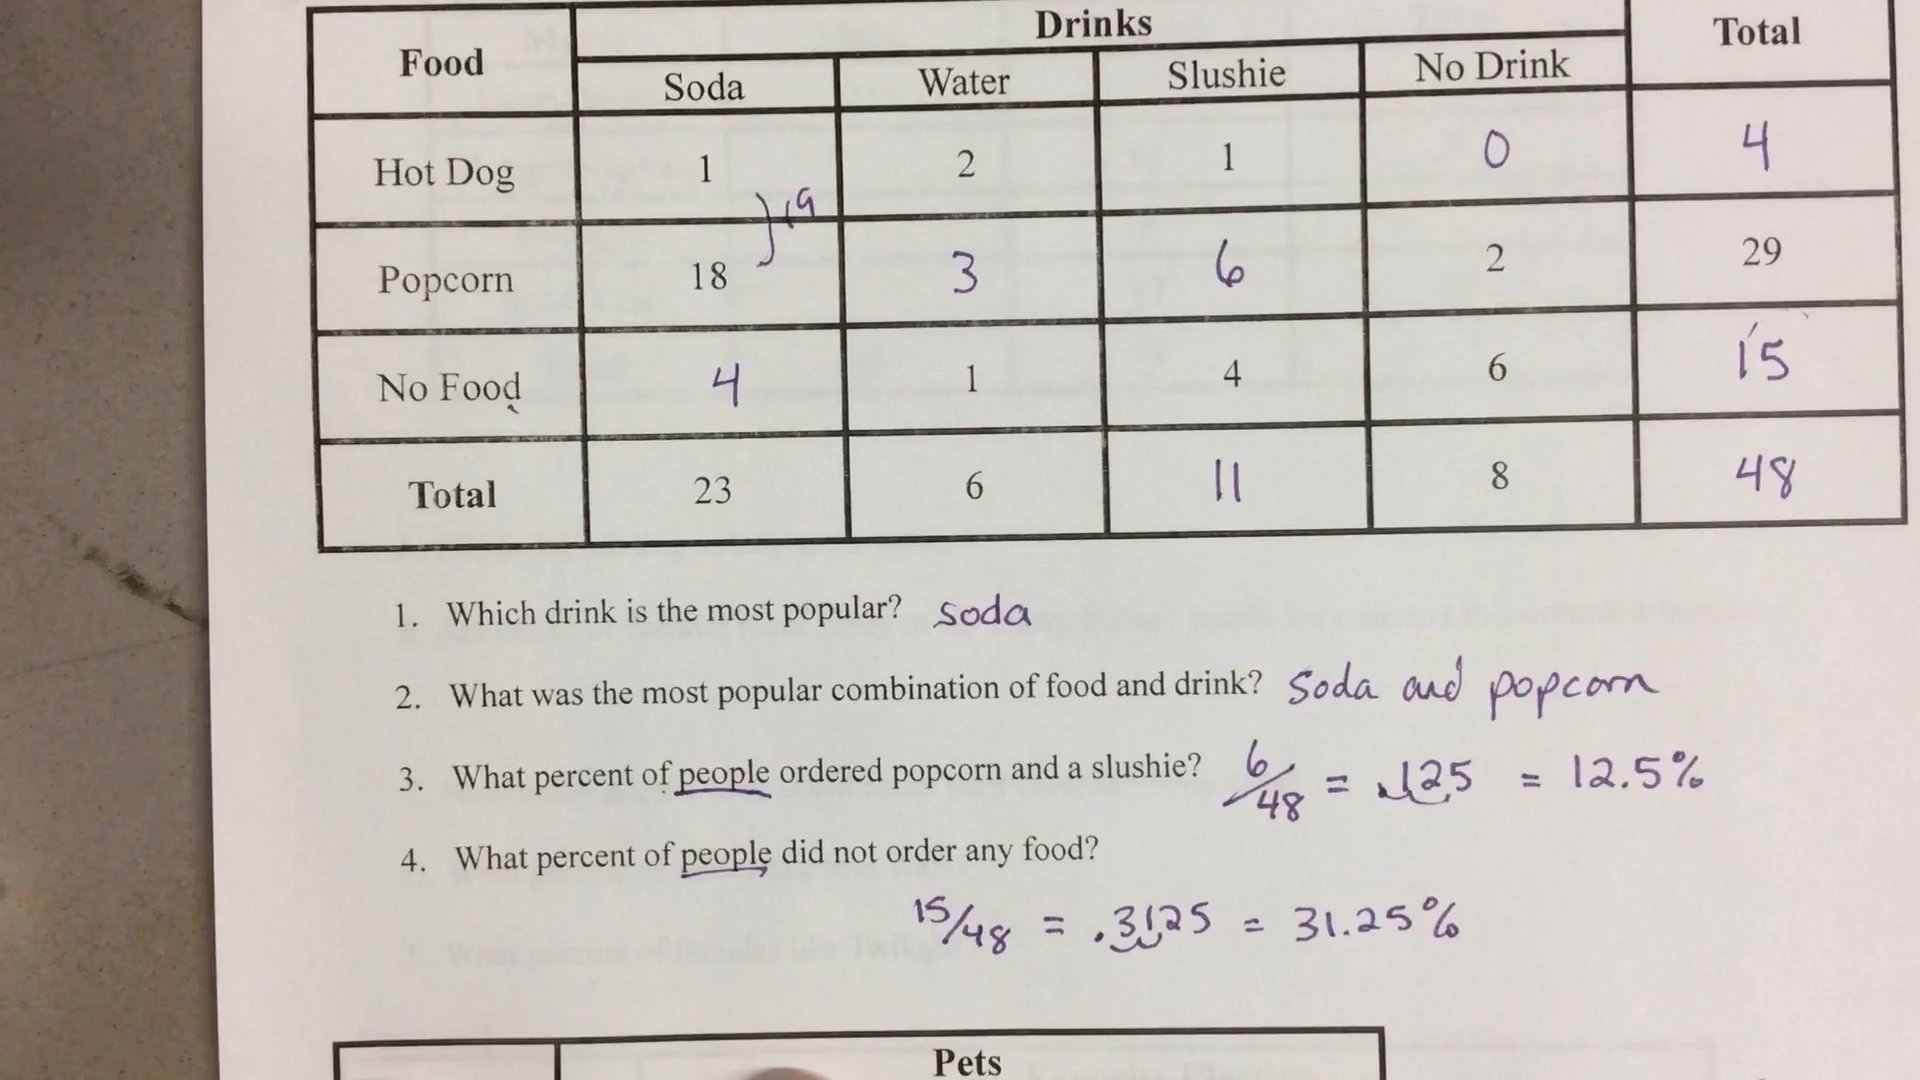 Food Drinks Total
Soda Water Slushie No Drink
Hot Dog 1 2 1 0 4
19
Popcorn 18 3 6 2 29
No Food 4 1 4 6 15
Total 23 6 11 8 48
1. Which drink is the most popular? soda
2. What was the most popular combination of food and drink? Soda and popcorn
3. What percent of people ordered popcorn and a slushie? 6/48 = .125 = 12.5%
4. What percent of people did not order any food?
15/48 = .3125 = 31.25%
Pets